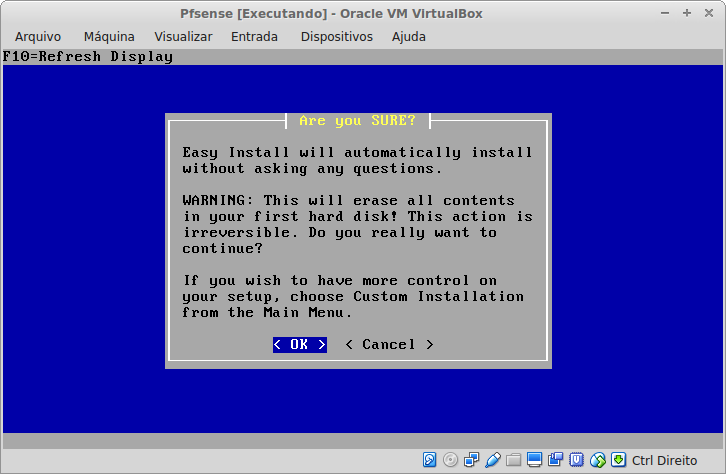 Pfsense [Executando] - Oracle VM VirtualBox
Arquivo Máquina Visualizar Entrada Dispositivos Ajuda
F10=Refresh Display
Are you SURE?
Easy Install will automatically install
without asking any questions.
WARNING: This will erase all contents
in your first hard disk! This action is
irreversible. Do you really want to
continue?
If you wish to have more control on
your setup, choose Custom Installation
from the Main Menu.
< OK > < Cancel >
Ctrl Direito